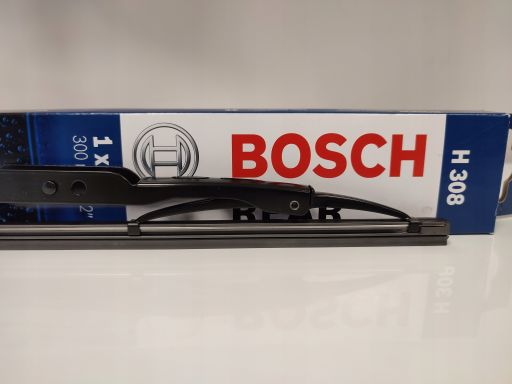 BOSCH
REAR
H 308
1 x
300
2"